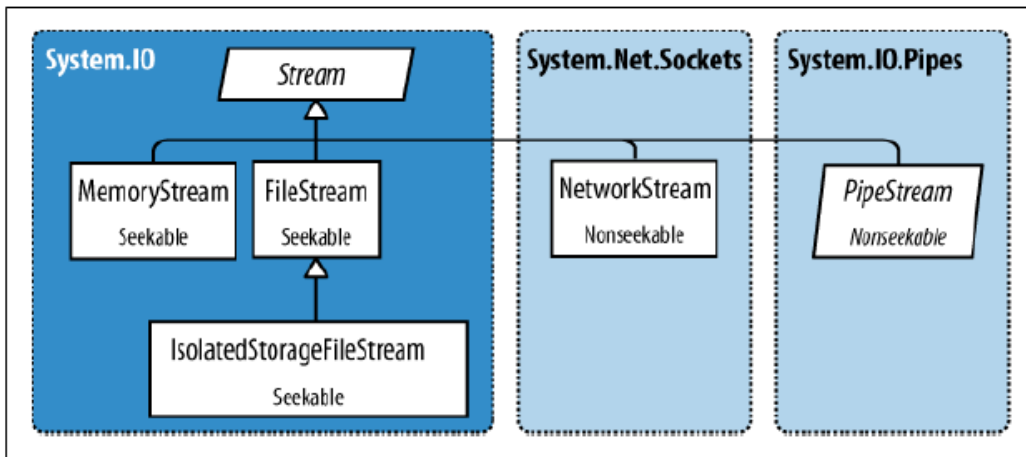 System.IO
Stream
System.Net.Sockets
System.IO.Pipes
MemoryStream
Seekable
FileStream
Seekable
NetworkStream
Nonseekable
PipeStream
Nonseekable
IsolatedStorageFileStream
Seekable